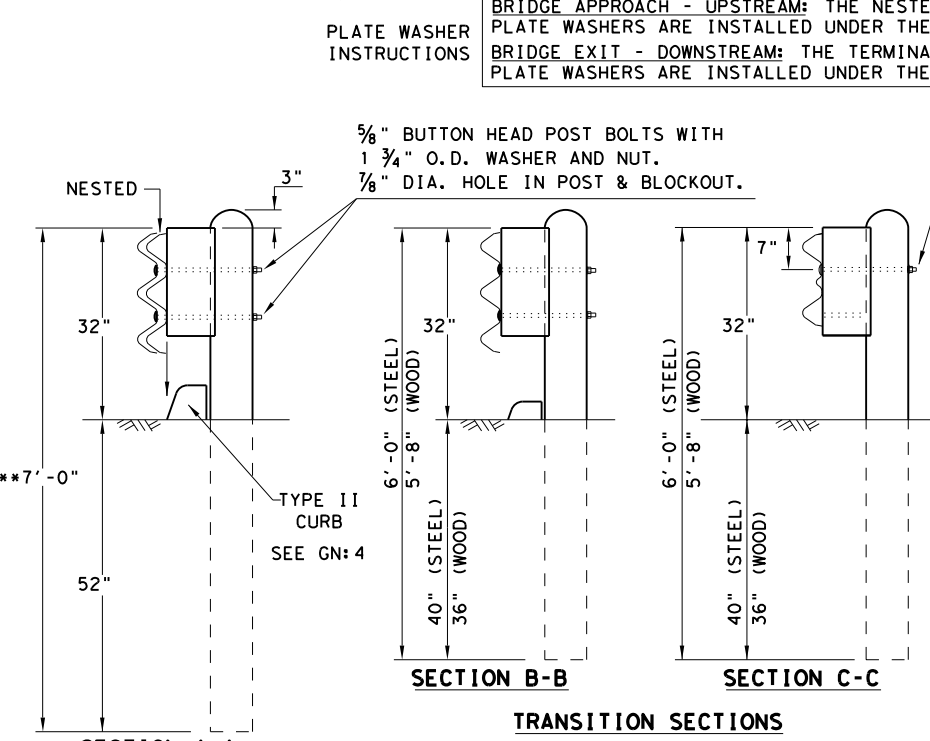 BRIDGE APPROACH - UPSTREAM: THE NESTE
PLATE WASHERS ARE INSTALLED UNDER THE
BRIDGE EXIT - DOWNSTREAM: THE TERMINA
PLATE WASHERS ARE INSTALLED UNDER THE
PLATE WASHER
INSTRUCTIONS
⅝" BUTTON HEAD POST BOLTS WITH
1 ¾" O.D. WASHER AND NUT.
⅞" DIA. HOLE IN POST & BLOCKOUT.
NESTED
3"
32"
**7'-0"
52"
TYPE II
CURB
SEE GN:4
32"
6'-0" (STEEL)
5'-8" (WOOD)
40" (STEEL)
36" (WOOD)
SECTION B-B
7"
32"
6'-0" (STEEL)
5'-8" (WOOD)
40" (STEEL)
36" (WOOD)
SECTION C-C
TRANSITION SECTIONS